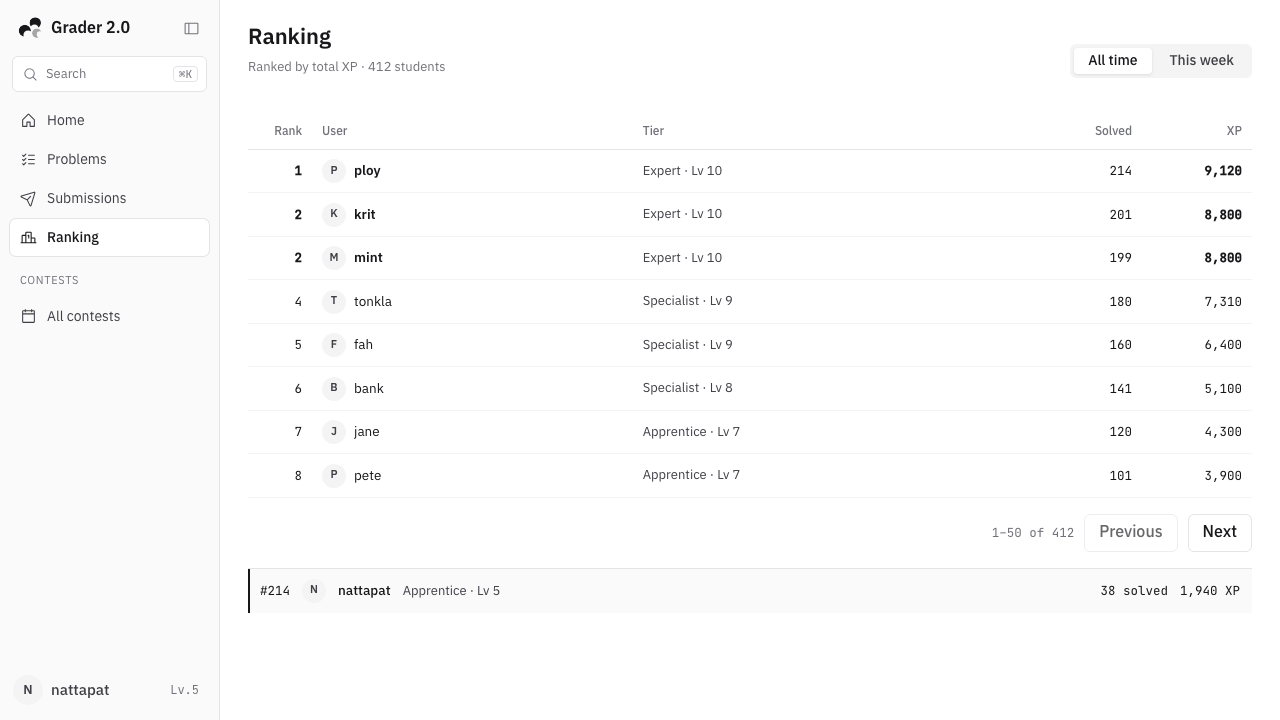 Grader 2.0
Search ⌘K
Home
Problems
Submissions
Ranking
CONTESTS
All contests
N nattapat Lv.5
Ranking
Ranked by total XP · 412 students
All time This week
Rank User Tier Solved XP
1 P ploy Expert · Lv 10 214 9,120
2 K krit Expert · Lv 10 201 8,800
2 M mint Expert · Lv 10 199 8,800
4 T tonkla Specialist · Lv 9 180 7,310
5 F fah Specialist · Lv 9 160 6,400
6 B bank Specialist · Lv 8 141 5,100
7 J jane Apprentice · Lv 7 120 4,300
8 P pete Apprentice · Lv 7 101 3,900
1–50 of 412 Previous Next
#214 N nattapat Apprentice · Lv 5 38 solved 1,940 XP